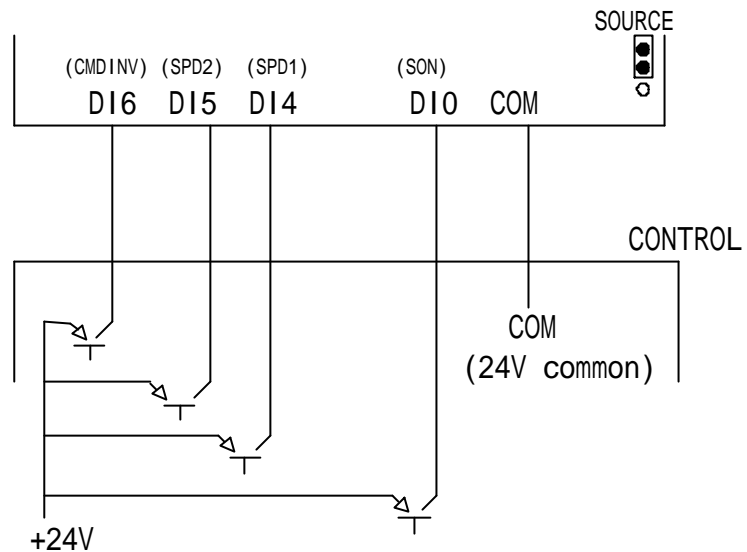 SOURCE
(CMDINV) (SPD2) (SPD1) (SON)
DI6 DI5 DI4 DI0 COM
CONTROL
COM
(24V common)
+24V